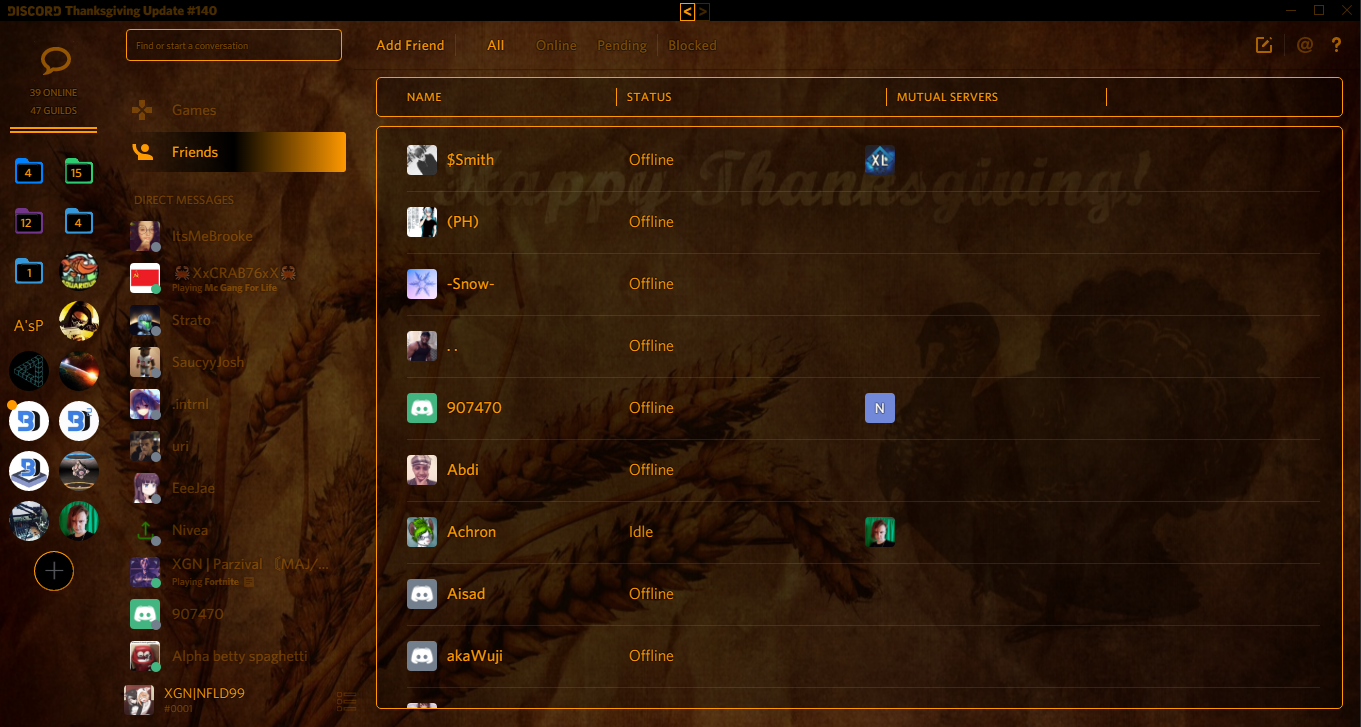 DISCORD Thanksgiving Update #140
< >
39 ONLINE
47 GUILDS
4
15
12
4
1
A'sP
Find or start a conversation
Games
Friends
DIRECT MESSAGES
ItsMeBrooke
XxCRAB76xX
Playing Mc Gang For Life
Strato
SaucyyJosh
.intrnl
uri
EeeJae
Nivea
XGN | Parzival 〔MAJ/...
Playing Fortnite
907470
Alpha betty spaghetti
XGN|NFLD99
#0001
Add Friend All Online Pending Blocked
@ ?
NAME STATUS MUTUAL SERVERS
Happy Thanksgiving!
$Smith Offline XL
(PH) Offline
-Snow- Offline
. . Offline
907470 Offline N
Abdi Offline
Achron Idle
Aisad Offline
akaWuji Offline